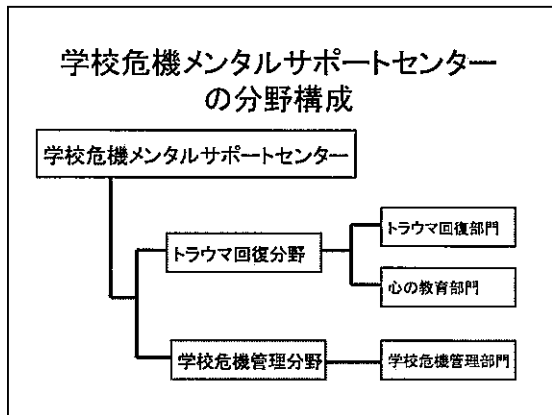 学校危機メンタルサポートセンター
の分野構成
学校危機メンタルサポートセンター
トラウマ回復分野
トラウマ回復部門
心の教育部門
学校危機管理分野
学校危機管理部門